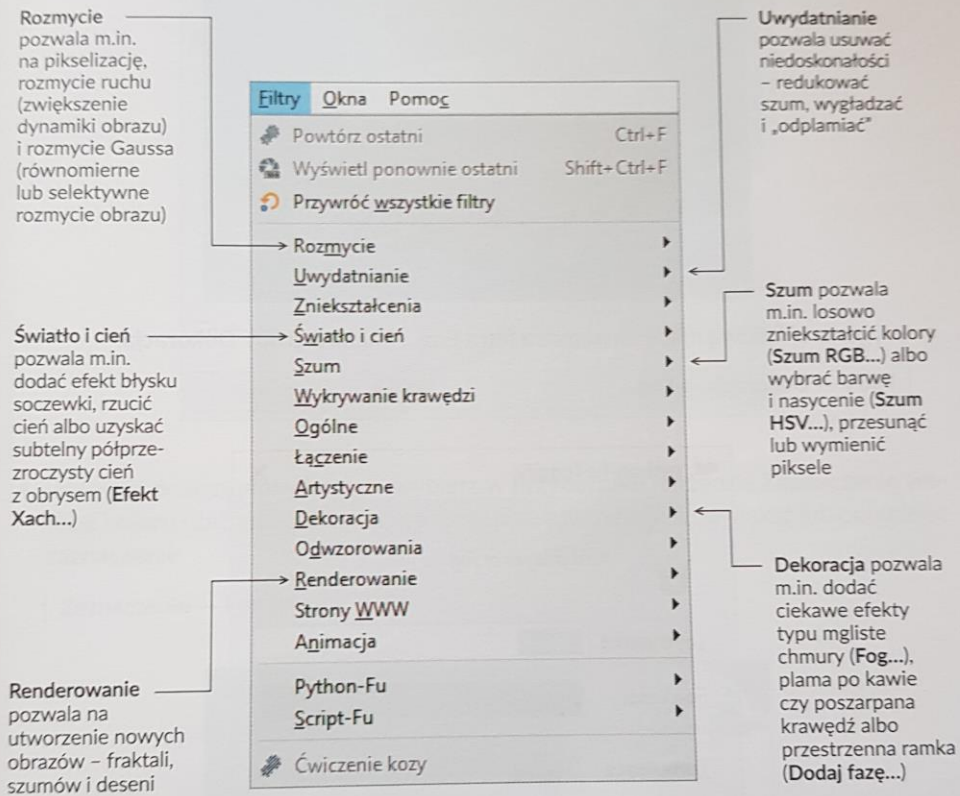 Rozmycie
pozwala m.in.
na pikselizację,
rozmycie ruchu
(zwiększenie
dynamiki obrazu)
i rozmycie Gaussa
(równomierne
lub selektywne
rozmycie obrazu)
Światło i cień
pozwala m.in.
dodać efekt błysku
soczewki, rzucić
cień albo uzyskać
subtelny półprze-
zroczysty cień
z obrysem (Efekt
Xach...)
Renderowanie
pozwala na
utworzenie nowych
obrazów – fraktali,
szumów i deseni
Filtry Okna Pomoc
Powtórz ostatni Ctrl+F
Wyświetl ponownie ostatni Shift+Ctrl+F
Przywróć wszystkie filtry
Rozmycie
Uwydatnianie
Zniekształcenia
Światło i cień
Szum
Wykrywanie krawędzi
Ogólne
Łączenie
Artystyczne
Dekoracja
Odwzorowania
Renderowanie
Strony WWW
Animacja
Python-Fu
Script-Fu
Ćwiczenie kozy
Uwydatnianie
pozwala usuwać
niedoskonałości
– redukować
szum, wygładzać
i „odplamiać”
Szum pozwala
m.in. losowo
zniekształcić kolory
(Szum RGB...) albo
wybrać barwę
i nasycenie (Szum
HSV...), przesunąć
lub wymienić
piksele
Dekoracja pozwala
m.in. dodać
ciekawe efekty
typu mgliste
chmury (Fog...),
plama po kawie
czy poszarpana
krawędź albo
przestrzenna ramka
(Dodaj fazę...)